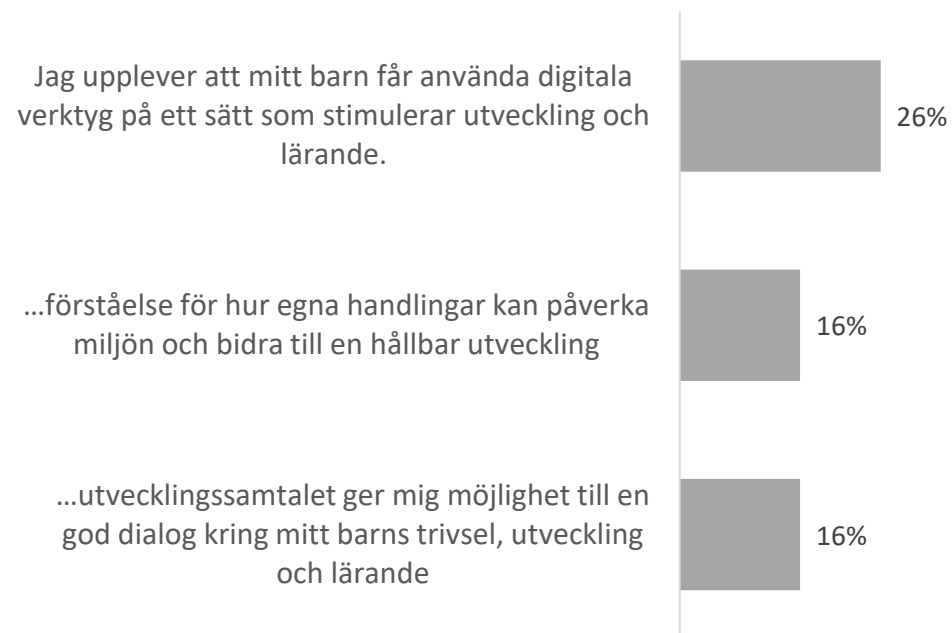 Jag upplever att mitt barn får använda digitala
verktyg på ett sätt som stimulerar utveckling och
lärande.
26%
...förståelse för hur egna handlingar kan påverka
miljön och bidra till en hållbar utveckling
16%
...utvecklingssamtalet ger mig möjlighet till en
god dialog kring mitt barns trivsel, utveckling
och lärande
16%